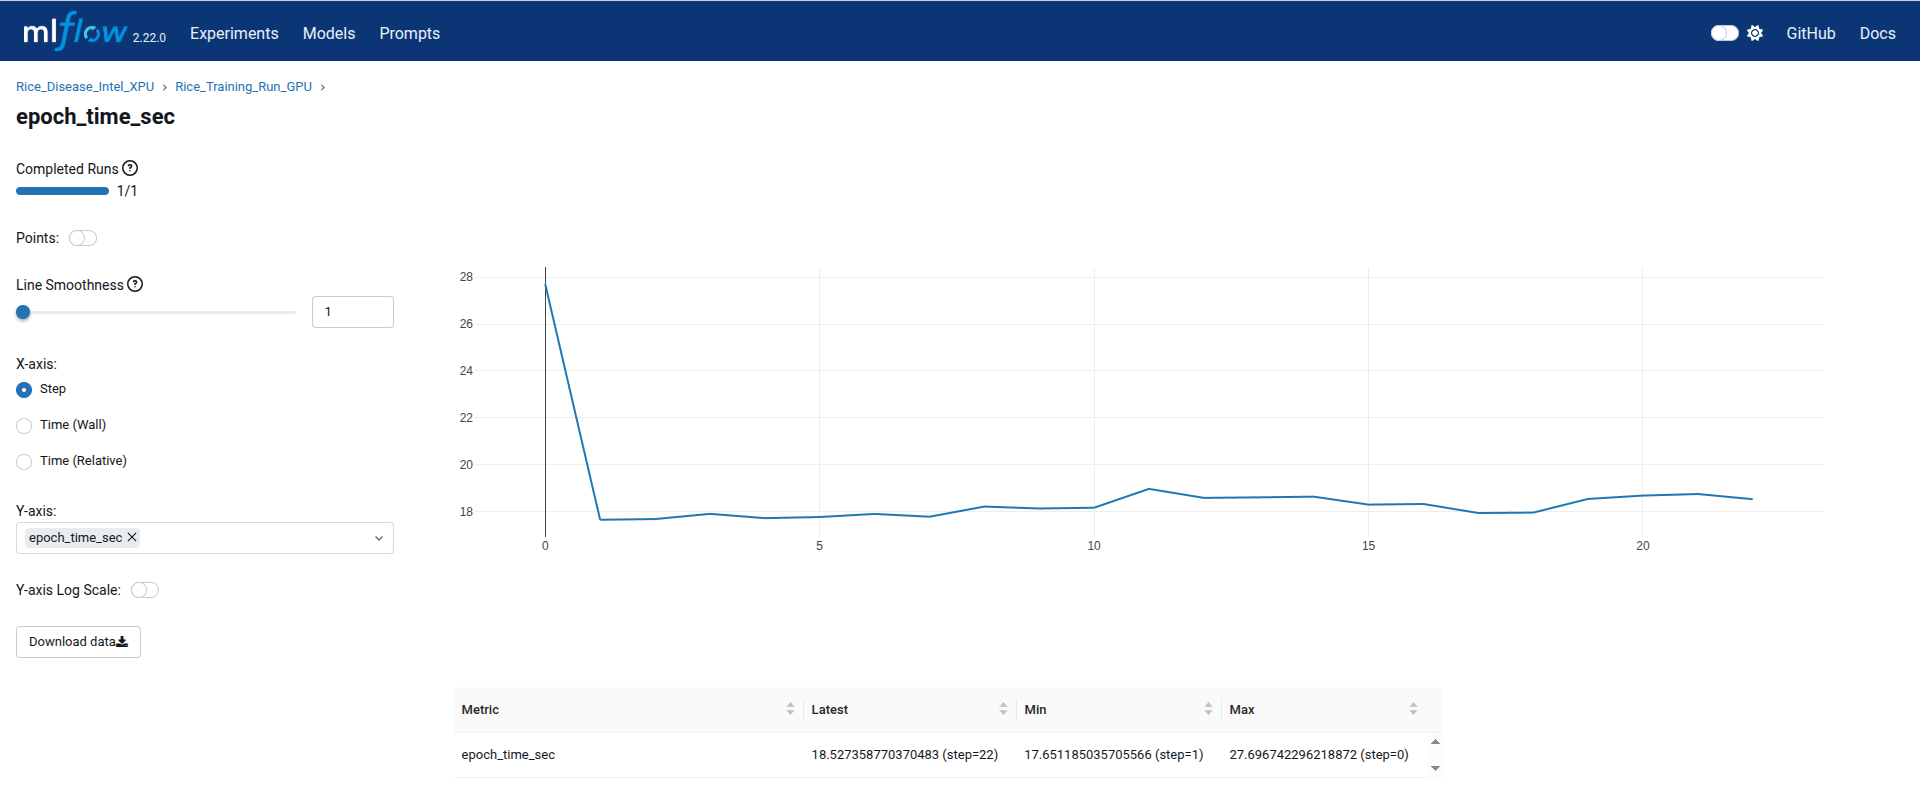 mlflow 2.22.0 Experiments Models Prompts GitHub Docs
Rice_Disease_Intel_XPU › Rice_Training_Run_GPU ›
epoch_time_sec
Completed Runs ?
1/1
Points:
Line Smoothness ?
1
X-axis:
Step
Time (Wall)
Time (Relative)
Y-axis:
epoch_time_sec
Y-axis Log Scale:
Download data
28
26
24
22
20
18
0 5 10 15 20
Metric Latest Min Max
epoch_time_sec 18.527358770370483 (step=22) 17.651185035705566 (step=1) 27.696742296218872 (step=0)